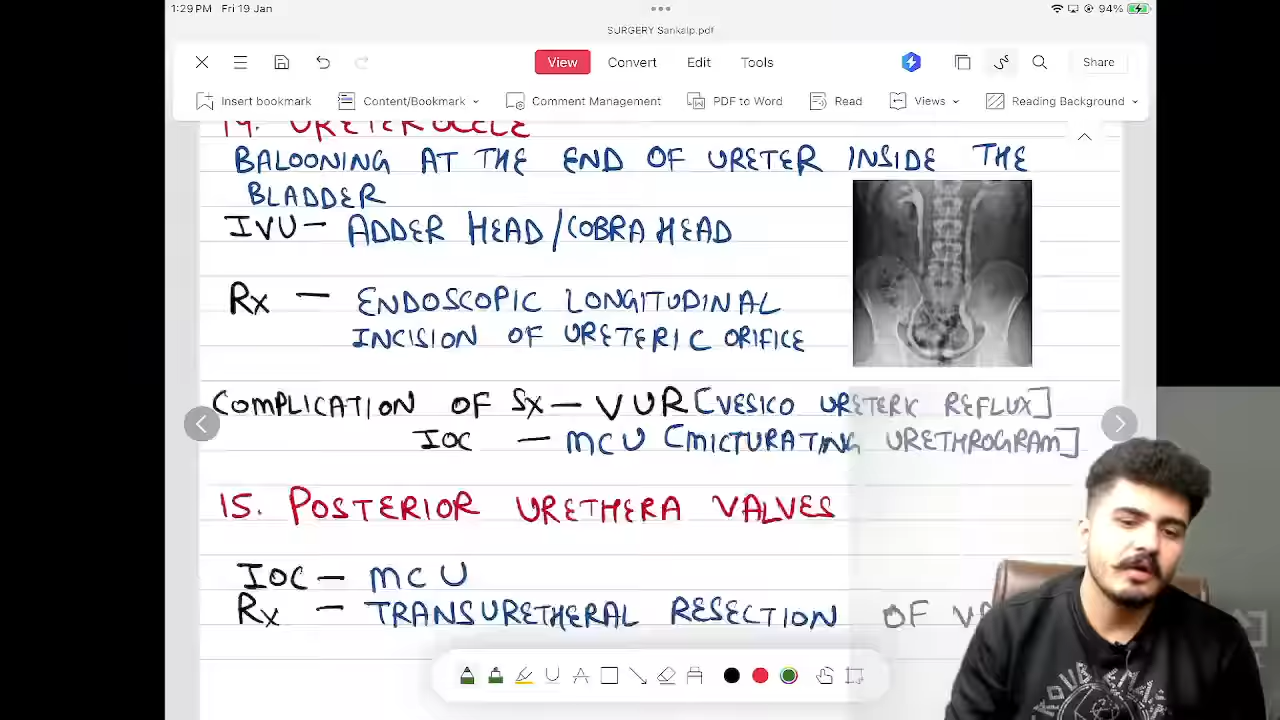 1:29 PM Fri 19 Jan
94%
SURGERY Sankalp.pdf
View Convert Edit Tools
Share
Insert bookmark Content/Bookmark Comment Management PDF to Word Read Views Reading Background
14. URETEROCELE
BALOONING AT THE END OF URETER INSIDE THE
BLADDER
IVU - ADDER HEAD/COBRA HEAD
Rx - ENDOSCOPIC LONGITUDINAL
INCISION OF URETERIC ORIFICE
COMPLICATION OF Sx - VUR [VESICO URETERIC REFLUX]
IOC - MCU [MICTURATING URETHROGRAM]
15. POSTERIOR URETHERA VALVES
IOC - MCU
Rx - TRANSURETHERAL RESECTION OF